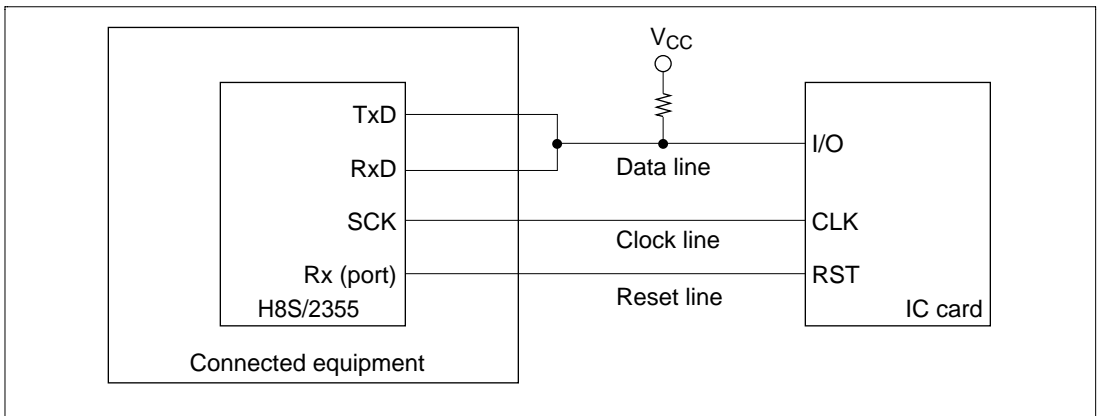 VCC
TxD
RxD
SCK
Rx (port)
H8S/2355
Connected equipment
Data line
Clock line
Reset line
I/O
CLK
RST
IC card